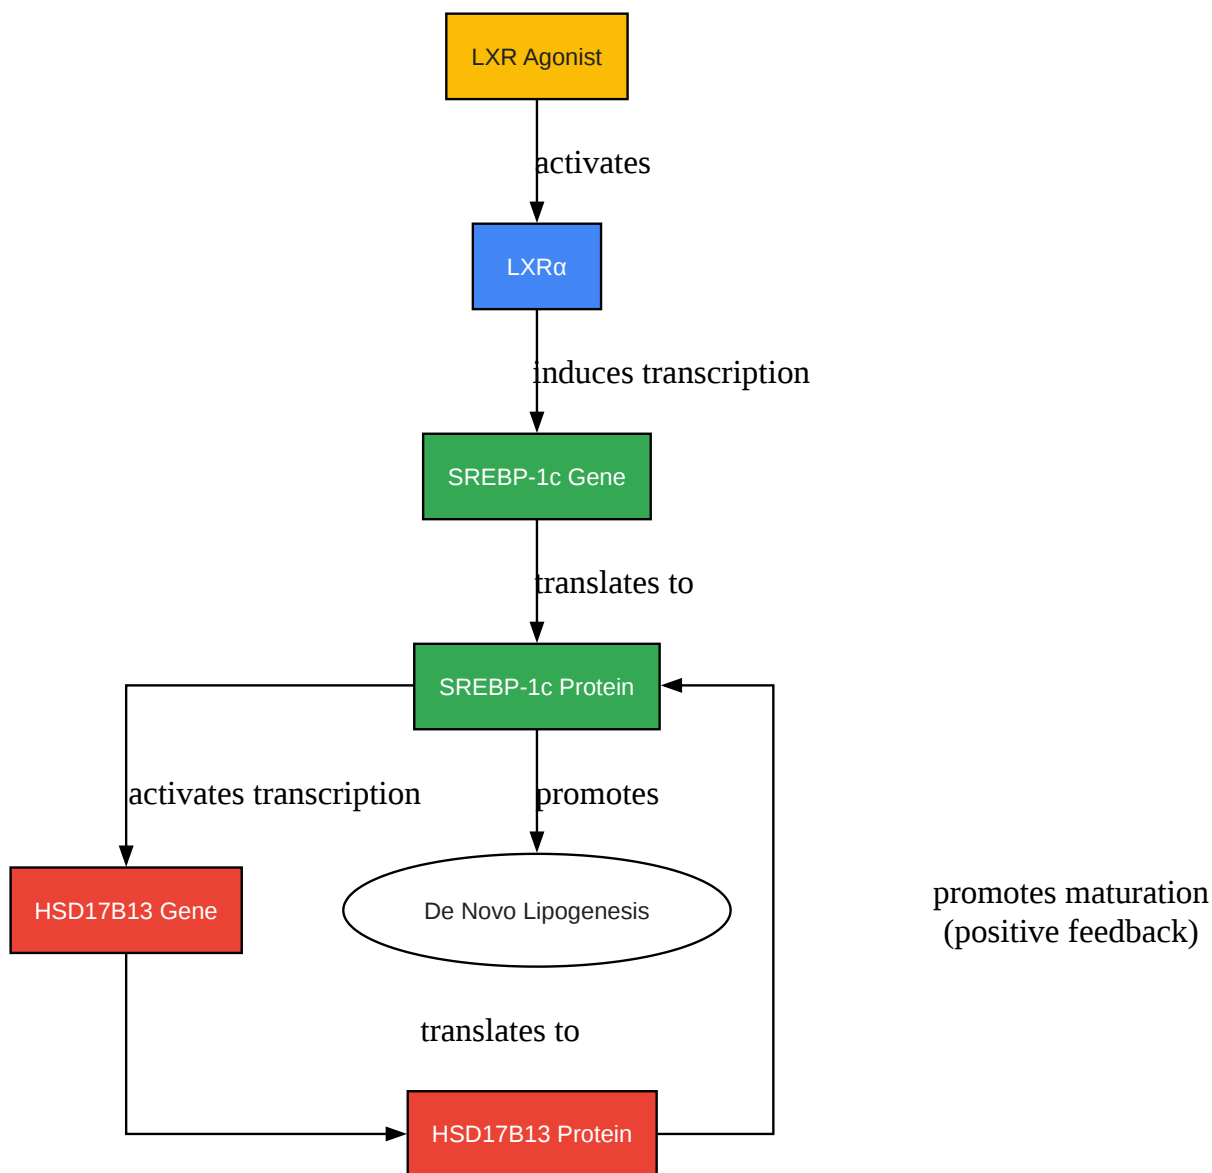 LXR Agonist
activates
LXRα
induces transcription
SREBP-1c Gene
translates to
SREBP-1c Protein
activates transcription
promotes
HSD17B13 Gene
De Novo Lipogenesis
promotes maturation
(positive feedback)
translates to
HSD17B13 Protein